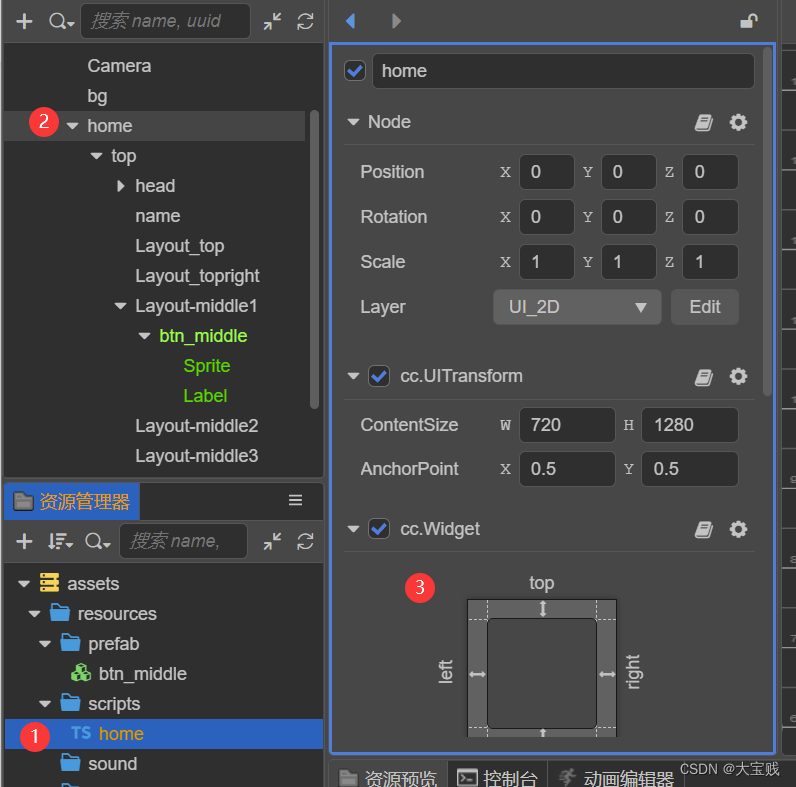 搜索 name, uuid
Camera
bg
2
home
top
head
name
Layout_top
Layout_topright
Layout-middle1
btn_middle
Sprite
Label
Layout-middle2
Layout-middle3
资源管理器
搜索 name,
assets
resources
prefab
btn_middle
scripts
1 TS home
sound
home
Node
Position X 0 Y 0 Z 0
Rotation X 0 Y 0 Z 0
Scale X 1 Y 1 Z 1
Layer UI_2D Edit
cc.UITransform
ContentSize W 720 H 1280
AnchorPoint X 0.5 Y 0.5
cc.Widget
3
top
left
right
资源预览 控制台 动画编辑器
CSDN @大宝贱